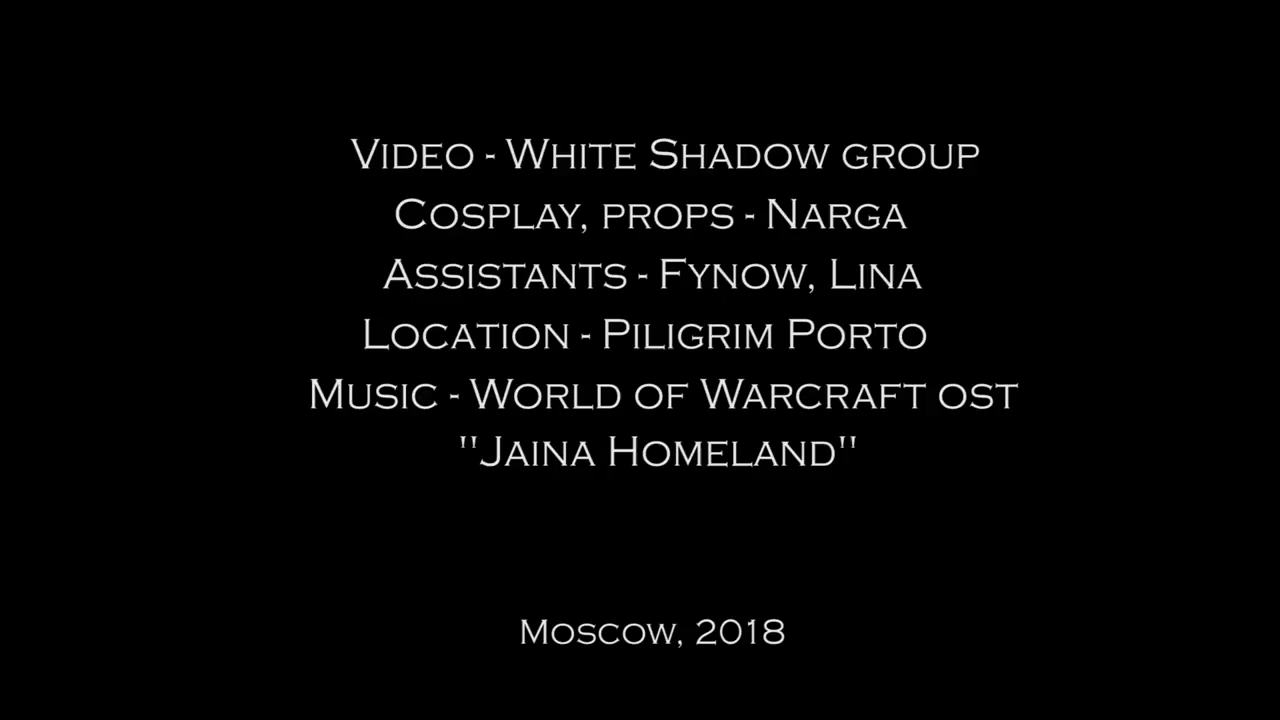 Video - White Shadow group
Cosplay, props - Narga
Assistants - Fynow, Lina
Location - Piligrim Porto
Music - World of Warcraft ost
"Jaina Homeland"
Moscow, 2018